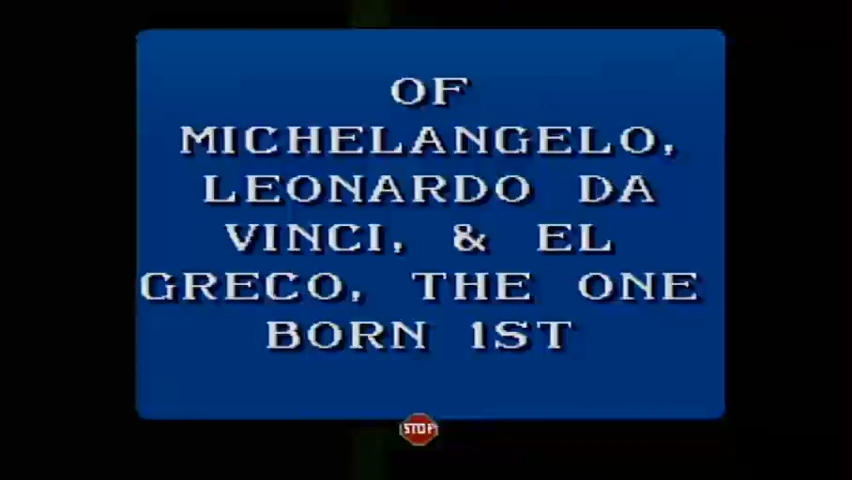 OF
MICHELANGELO,
LEONARDO DA
VINCI, & EL
GRECO, THE ONE
BORN 1ST
STOP